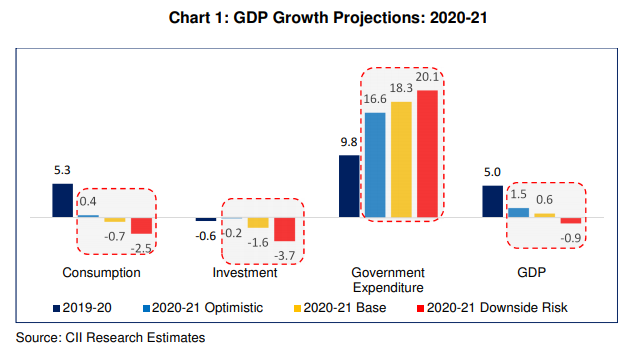 Chart 1: GDP Growth Projections: 2020-21
5.3
0.4
-0.7
-2.5
-0.6
-0.2
-1.6
-3.7
9.8
16.6
18.3
20.1
5.0
1.5
0.6
-0.9
Consumption
Investment
Government
Expenditure
GDP
2019-20
2020-21 Optimistic
2020-21 Base
2020-21 Downside Risk
Source: CII Research Estimates